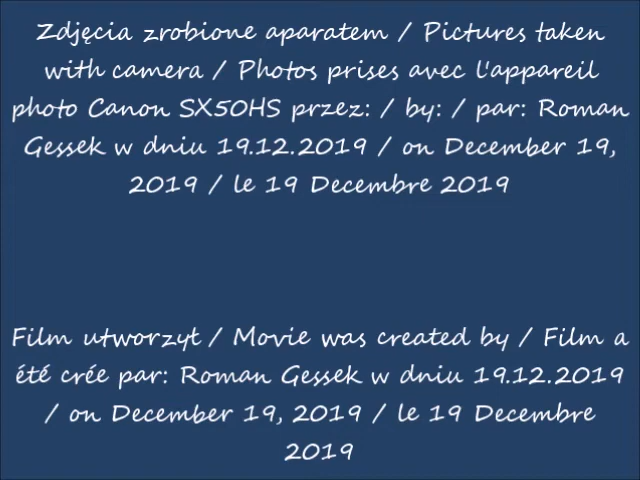 Zdjęcia zrobione aparatem / Pictures taken
with camera / Photos prises avec l'appareil
photo Canon SX50HS przez: / by: / par: Roman
Gessek w dniu 19.12.2019 / on December 19,
2019 / le 19 Decembre 2019
Film utworzył / Movie was created by / Film a
été crée par: Roman Gessek w dniu 19.12.2019
/ on December 19, 2019 / le 19 Decembre
2019